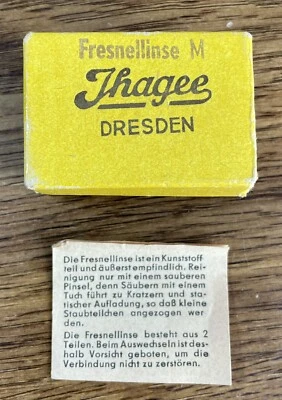 Fresnellinse M
Ihagee
DRESDEN
Die Fresnellinse ist ein Kunststoff
teil und äußerst empfindlich. Rei-
nigung nur mit einem sauberen
Pinsel, denn Säubern mit einem
Tuch führt zu Kratzern und sta-
tischer Aufladung, so daß kleine
Staubteilchen angezogen wer-
den.
Die Fresnellinse besteht aus 2
Teilen. Beim Auswechseln ist des-
halb Vorsicht geboten, um die
Verbindung nicht zu zerstören.